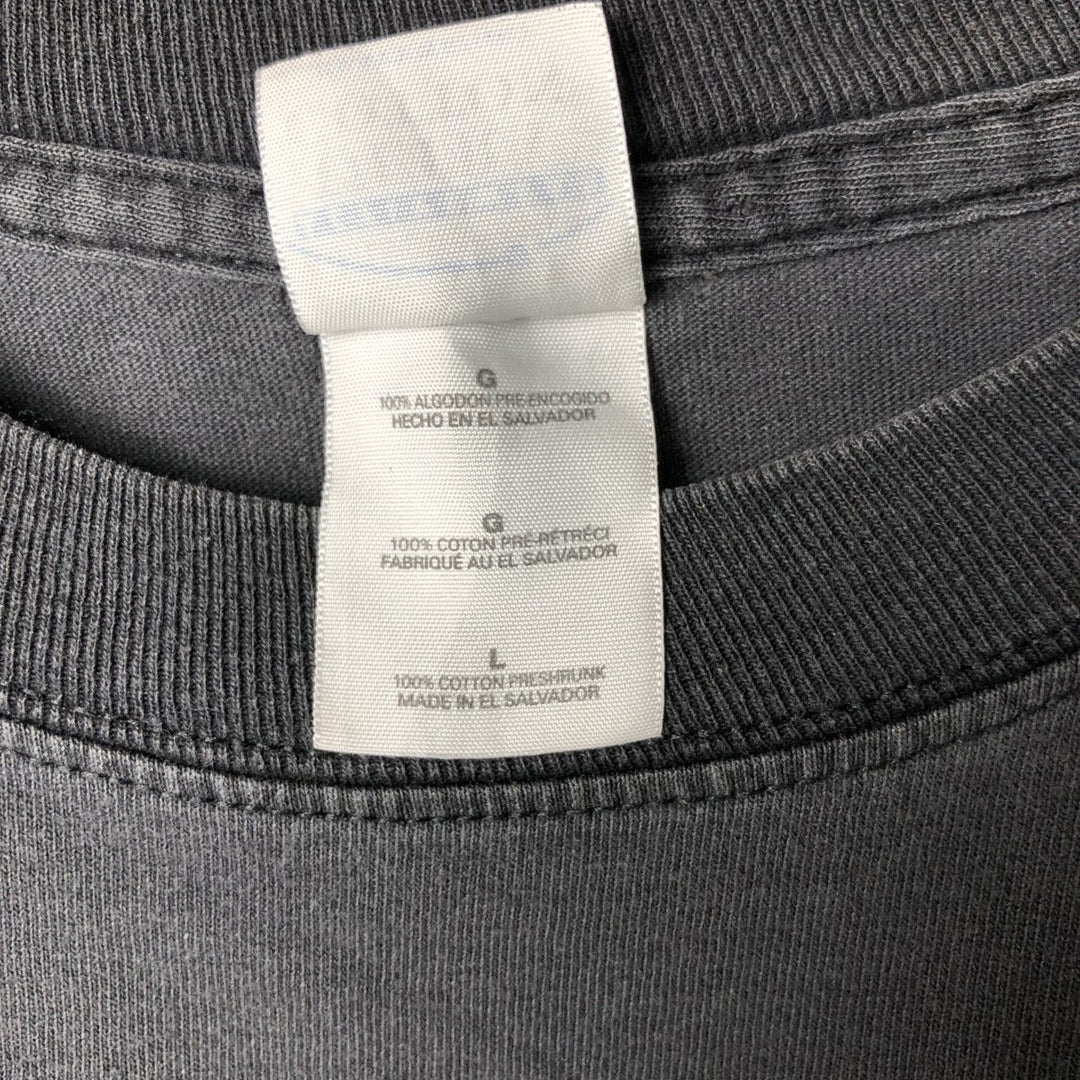 G
100% ALGODON PRE-ENCOGIDO
HECHO EN EL SALVADOR
G
100% COTON PRÉ-RÉTRÉCI
FABRIQUÉ AU EL SALVADOR
L
100% COTTON PRESHRUNK
MADE IN EL SALVADOR